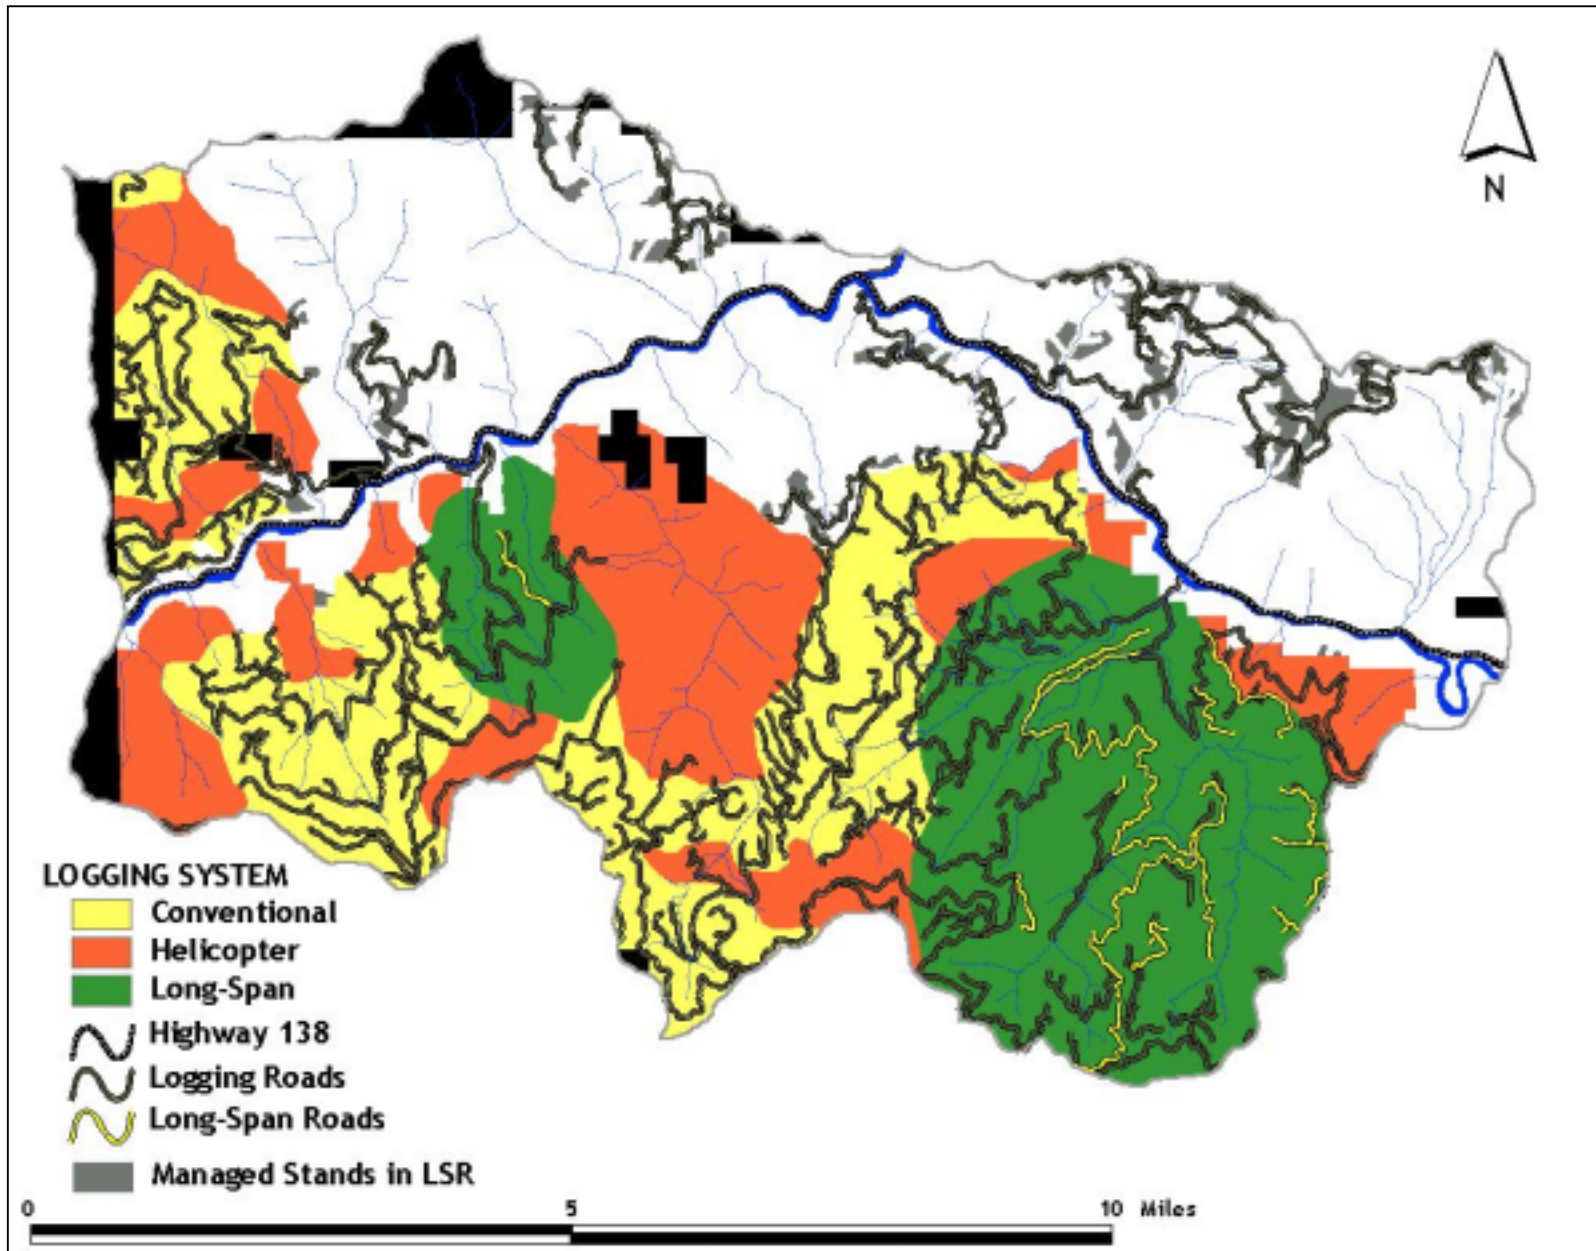 N
LOGGING SYSTEM
Conventional
Helicopter
Long-Span
Highway 138
Logging Roads
Long-Span Roads
Managed Stands in LSR
0 5 10 Miles